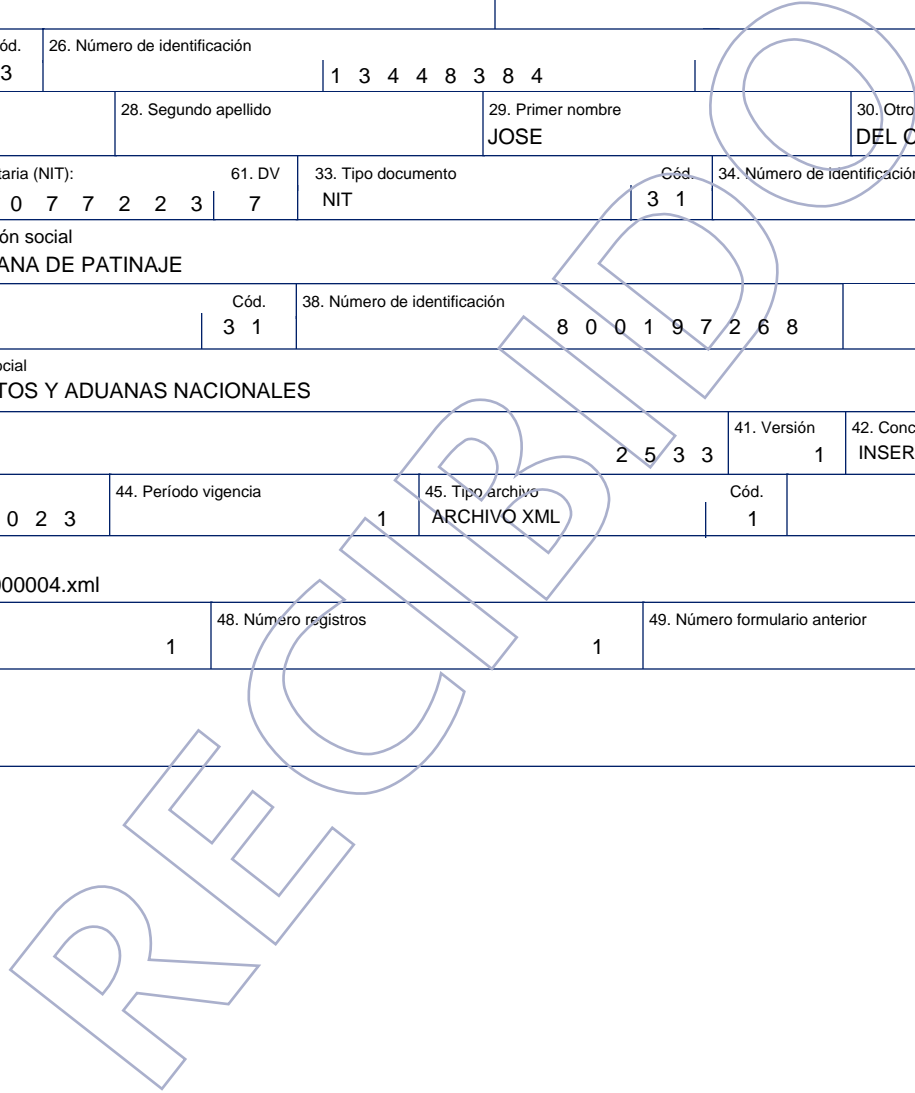 ód. 26. Número de identificación
3 1 3 4 4 8 3 8 4
28. Segundo apellido 29. Primer nombre 30. Otro
JOSE DEL C
taria (NIT): 61. DV 33. Tipo documento Cód. 34. Número de identificación
0 7 7 2 2 3 7 NIT 3 1
ón social
ANA DE PATINAJE
Cód. 38. Número de identificación
3 1 8 0 0 1 9 7 2 6 8
ocial
TOS Y ADUANAS NACIONALES
41. Versión 42. Conc
2 5 3 3 1 INSER
44. Período vigencia 45. Tipo archivo Cód.
0 2 3 1 ARCHIVO XML 1
000004.xml
48. Número registros 49. Número formulario anterior
1 1
RECIBIDO